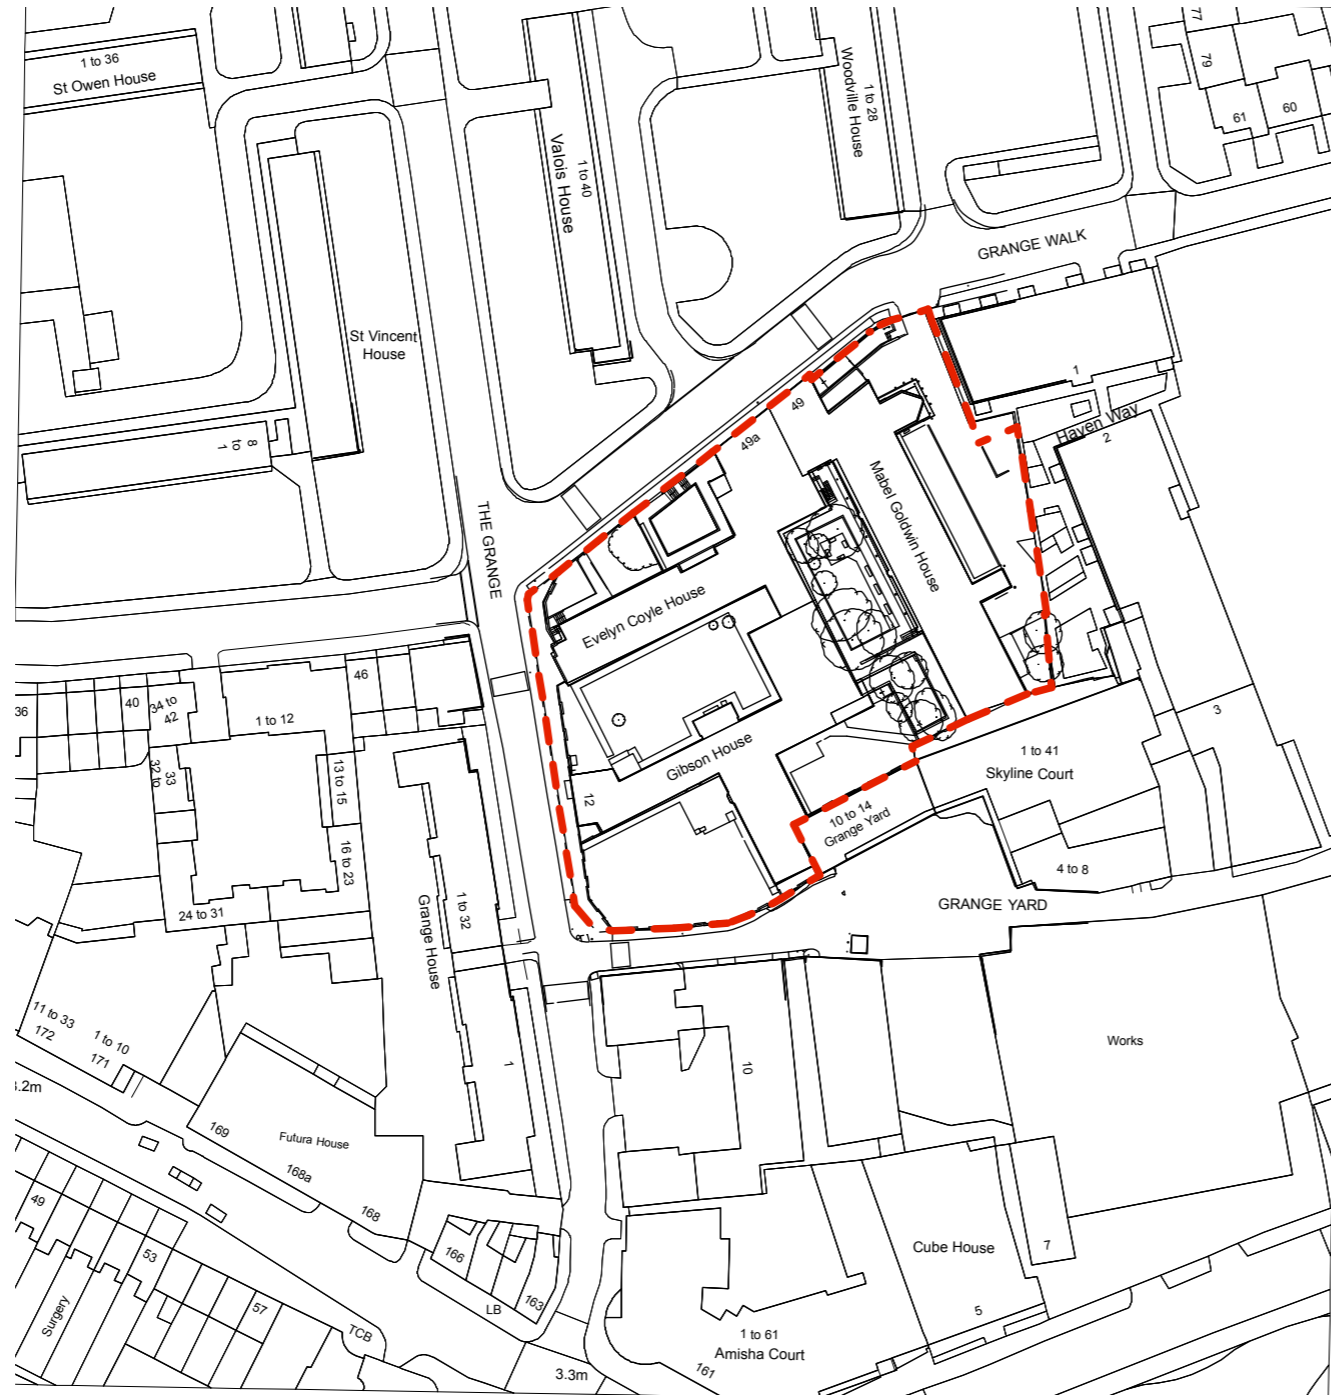 1 to 36
St Owen House
Valois House
1 to 40
Woodville House
1 to 28
77
79
61
60
GRANGE WALK
St Vincent
House
1
Haven Way
2
49
49a
8
to
1
THE GRANGE
Mabel Goldwin House
Evelyn Coyle House
46
36
40
34 to
42
1 to 12
32 to
33
13 to 15
16 to 23
24 to 31
Gibson House
12
3
1 to 41
Skyline Court
10 to 14
Grange Yard
4 to 8
GRANGE YARD
Grange House
1 to 32
11 to 33
172
1 to 10
171
.2m
1
10
Works
169
Futura House
168a
168
166
163
LB
49
53
57
Surgery
TCB
3.3m
1 to 61
Amisha Court
161
Cube House
7
5